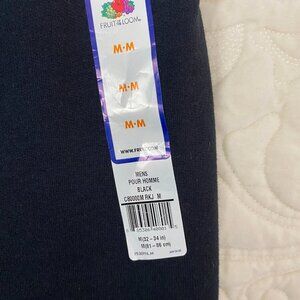 FRUIT OF THE LOOM
M•M
M•M
M•M
WWW.FRUIT.COM
MENS
POUR HOMME
BLACK
M
M(32 - 34 in)
M(81 - 86 cm)